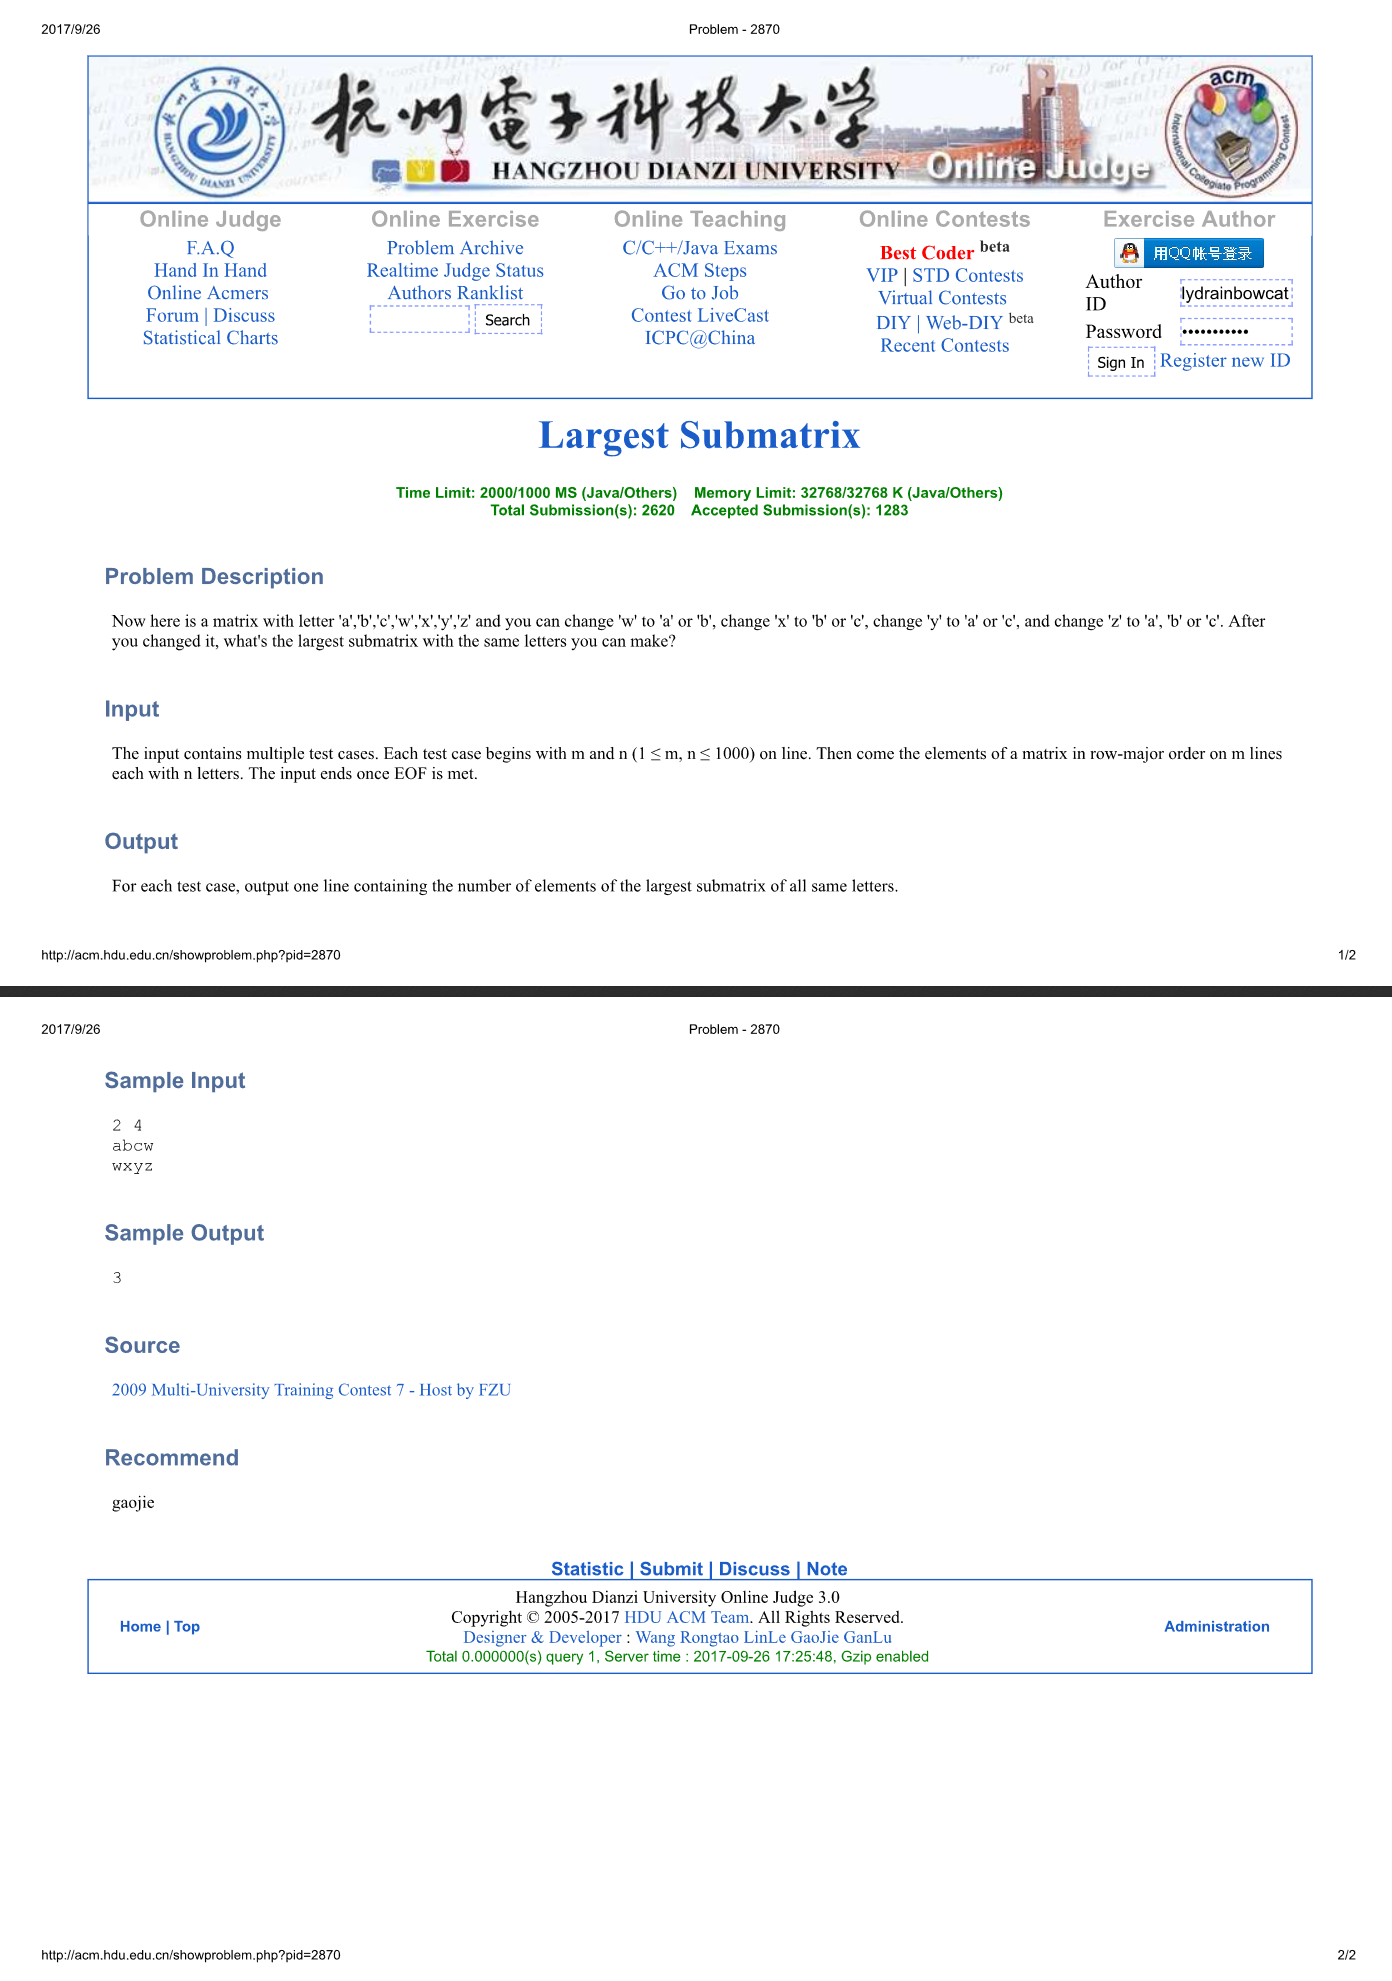 2017/9/26 Problem - 2870
杭州電子科技大学
HANGZHOU DIANZI UNIVERSITY Online Judge
HANGZHOU DIANZI UNIVERSITY
acm
International Collegiate Programming Contest
Online Judge Online Exercise Online Teaching Online Contests Exercise Author
F.A.Q
Hand In Hand
Online Acmers
Forum | Discuss
Statistical Charts
Problem Archive
Realtime Judge Status
Authors Ranklist
Search
C/C++/Java Exams
ACM Steps
Go to Job
Contest LiveCast
ICPC@China
Best Coder beta
VIP | STD Contests
Virtual Contests
DIY | Web-DIY beta
Recent Contests
用QQ帐号登录
Author ID lydrainbowcat
Password •••••••••••
Sign In Register new ID
Largest Submatrix
Time Limit: 2000/1000 MS (Java/Others) Memory Limit: 32768/32768 K (Java/Others)
Total Submission(s): 2620 Accepted Submission(s): 1283
Problem Description
Now here is a matrix with letter 'a','b','c','w','x','y','z' and you can change 'w' to 'a' or 'b', change 'x' to 'b' or 'c', change 'y' to 'a' or 'c', and change 'z' to 'a', 'b' or 'c'. After
you changed it, what's the largest submatrix with the same letters you can make?
Input
The input contains multiple test cases. Each test case begins with m and n (1 ≤ m, n ≤ 1000) on line. Then come the elements of a matrix in row-major order on m lines
each with n letters. The input ends once EOF is met.
Output
For each test case, output one line containing the number of elements of the largest submatrix of all same letters.
http://acm.hdu.edu.cn/showproblem.php?pid=2870 1/2
2017/9/26 Problem - 2870
Sample Input
2 4
abcw
wxyz
Sample Output
3
Source
2009 Multi-University Training Contest 7 - Host by FZU
Recommend
gaojie
Statistic | Submit | Discuss | Note
Home | Top
Hangzhou Dianzi University Online Judge 3.0
Copyright © 2005-2017 HDU ACM Team. All Rights Reserved.
Designer & Developer : Wang Rongtao LinLe GaoJie GanLu
Total 0.000000(s) query 1, Server time : 2017-09-26 17:25:48, Gzip enabled
Administration
http://acm.hdu.edu.cn/showproblem.php?pid=2870 2/2